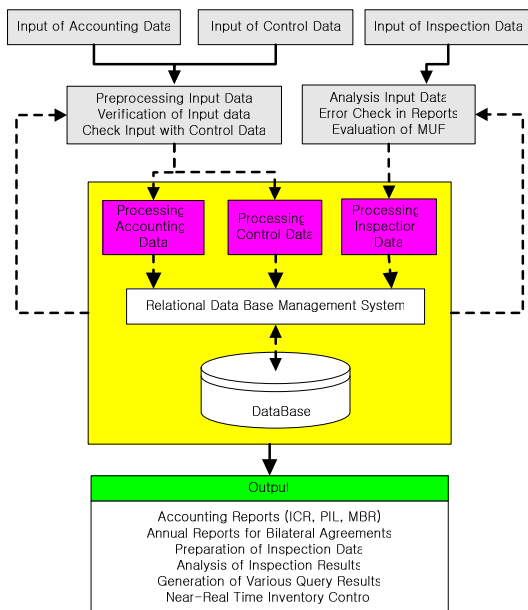 Input of Accounting Data
Input of Control Data
Input of Inspection Data
Preprocessing Input Data
Verification of Input data
Check Input with Control Data
Analysis Input Data
Error Check in Reports
Evaluation of MUF
Processing
Accounting
Data
Processing
Control Data
Processing
Inspection
Data
Relational Data Base Management System
DataBase
Output
Accounting Reports (ICR, PIL, MBR)
Annual Reports for Bilateral Agreements
Preparation of Inspection Data
Analysis of Inspection Results
Generation of Various Query Results
Near-Real Time Inventory Contro